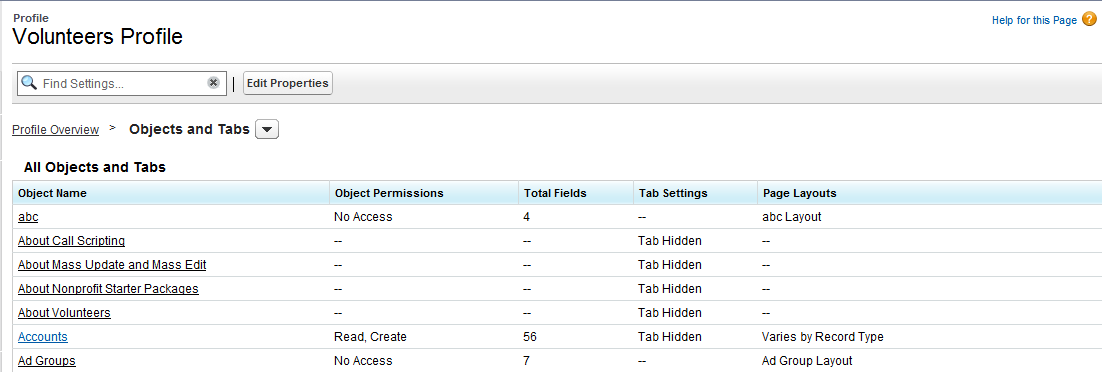 Profile
Volunteers Profile
Help for this Page ?
Find Settings... | Edit Properties
Profile Overview > Objects and Tabs
All Objects and Tabs
Object Name Object Permissions Total Fields Tab Settings Page Layouts
abc No Access 4 -- abc Layout
About Call Scripting -- -- Tab Hidden --
About Mass Update and Mass Edit -- -- Tab Hidden --
About Nonprofit Starter Packages -- -- Tab Hidden --
About Volunteers -- -- Tab Hidden --
Accounts Read, Create 56 Tab Hidden Varies by Record Type
Ad Groups No Access 7 -- Ad Group Layout